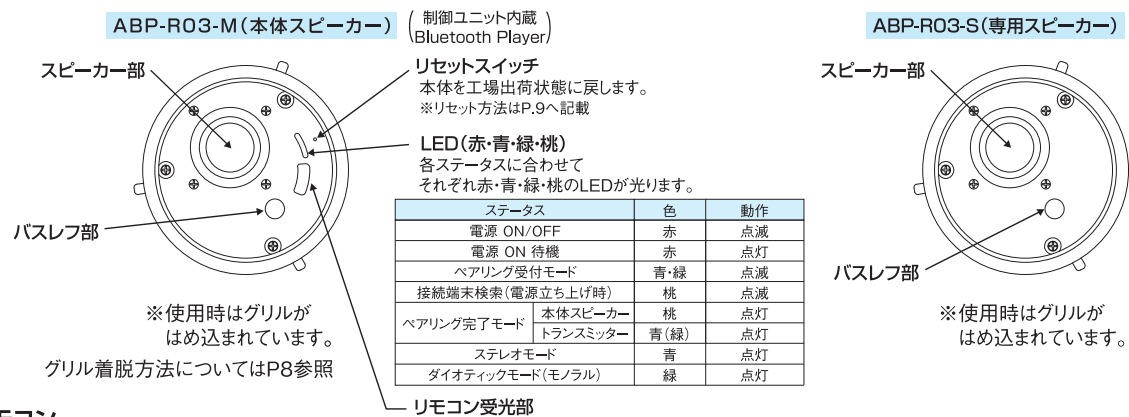 ABP-R03-M(本体スピーカー)
(制御ユニット内蔵
Bluetooth Player)
スピーカー部
リセットスイッチ
本体を工場出荷状態に戻します。
※リセット方法はP.9へ記載
LED(赤・青・緑・桃)
各ステータスに合わせて
それぞれ赤・青・緑・桃のLEDが光ります。
ステータス 色 動作
電源 ON/OFF 赤 点滅
電源 ON 待機 赤 点灯
ペアリング受付モード 青・緑 点滅
接続端末検索(電源立ち上げ時) 桃 点滅
ペアリング完了モード 本体スピーカー 桃 点灯
トランスミッター 青(緑) 点灯
ステレオモード 青 点灯
ダイオティックモード(モノラル) 緑 点灯
バスレフ部
※使用時はグリルが
はめ込まれています。
グリル着脱方法についてはP8参照
リモコン受光部
ABP-R03-S(専用スピーカー)
スピーカー部
バスレフ部
※使用時はグリルが
はめ込まれています。